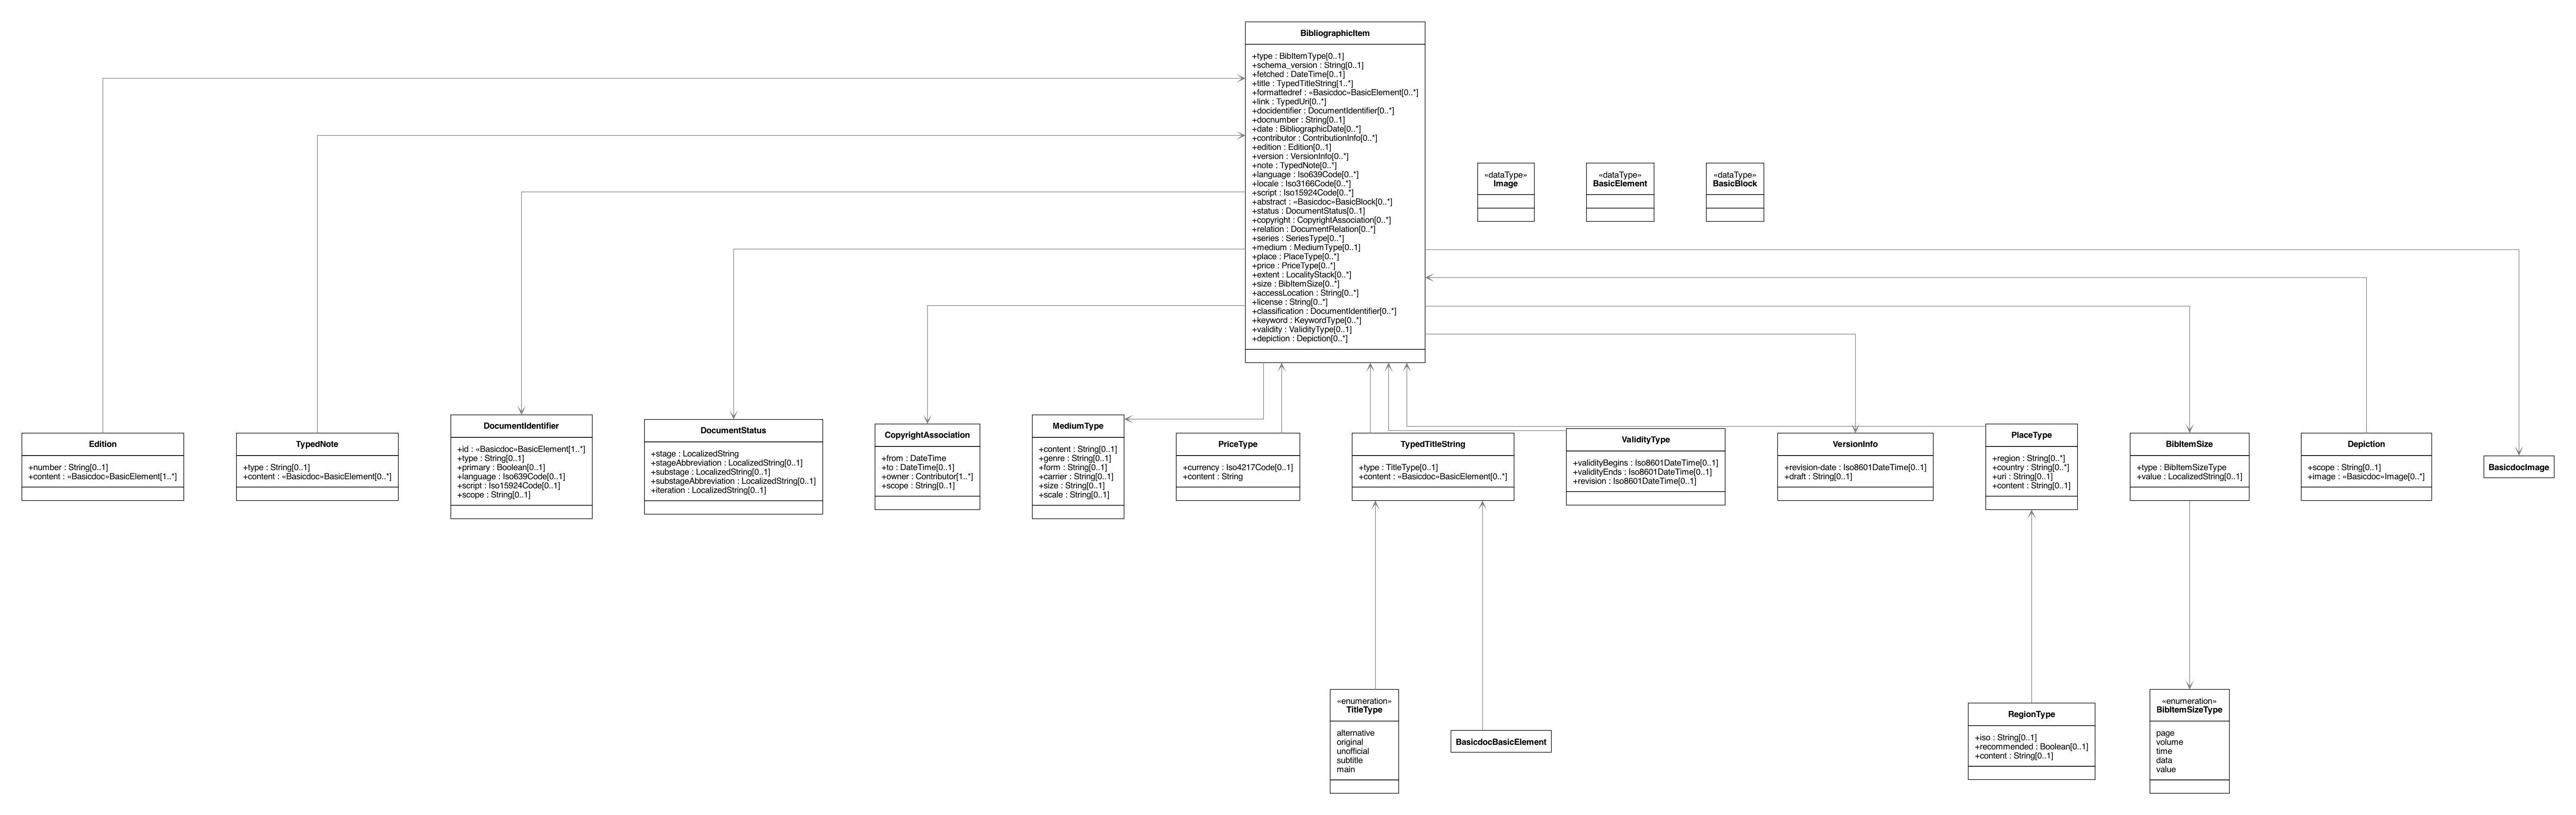 BibliographicItem
+type : BibItemType[0..1]
+schema_version : String[0..1]
+fetched : DateTime[0..1]
+title : TypedTitleString[1..*]
+formattedref : «Basicdoc»BasicElement[0..*]
+link : TypedUri[0..*]
+docidentifier : DocumentIdentifier[0..*]
+docnumber : String[0..1]
+date : BibliographicDate[0..*]
+contributor : ContributionInfo[0..*]
+edition : Edition[0..1]
+version : VersionInfo[0..*]
+note : TypedNote[0..*]
+language : Iso639Code[0..*]
+locale : Iso3166Code[0..*]
+script : Iso15924Code[0..*]
+abstract : «Basicdoc»BasicBlock[0..*]
+status : DocumentStatus[0..1]
+copyright : CopyrightAssociation[0..*]
+relation : DocumentRelation[0..*]
+series : SeriesType[0..*]
+medium : MediumType[0..1]
+place : PlaceType[0..*]
+price : PriceType[0..*]
+extent : LocalityStack[0..*]
+size : BibItemSize[0..*]
+accessLocation : String[0..*]
+license : String[0..*]
+classification : DocumentIdentifier[0..*]
+keyword : KeywordType[0..*]
+validity : ValidityType[0..1]
+depiction : Depiction[0..*]
«dataType»
Image
«dataType»
BasicElement
«dataType»
BasicBlock
Edition
+number : String[0..1]
+content : «Basicdoc»BasicElement[1..*]
TypedNote
+type : String[0..1]
+content : «Basicdoc»BasicElement[0..*]
DocumentIdentifier
+id : «Basicdoc»BasicElement[1..*]
+type : String[0..1]
+primary : Boolean[0..1]
+language : Iso639Code[0..1]
+script : Iso15924Code[0..1]
+scope : String[0..1]
DocumentStatus
+stage : LocalizedString
+stageAbbreviation : LocalizedString[0..1]
+substage : LocalizedString[0..1]
+substageAbbreviation : LocalizedString[0..1]
+iteration : LocalizedString[0..1]
CopyrightAssociation
+from : DateTime
+to : DateTime[0..1]
+owner : Contributor[1..*]
+scope : String[0..1]
MediumType
+content : String[0..1]
+genre : String[0..1]
+form : String[0..1]
+carrier : String[0..1]
+size : String[0..1]
+scale : String[0..1]
PriceType
+currency : Iso4217Code[0..1]
+content : String
TypedTitleString
+type : TitleType[0..1]
+content : «Basicdoc»BasicElement[0..*]
ValidityType
+validityBegins : Iso8601DateTime[0..1]
+validityEnds : Iso8601DateTime[0..1]
+revision : Iso8601DateTime[0..1]
VersionInfo
+revision-date : Iso8601DateTime[0..1]
+draft : String[0..1]
PlaceType
+region : String[0..*]
+country : String[0..*]
+uri : String[0..1]
+content : String[0..1]
BibItemSize
+type : BibItemSizeType
+value : LocalizedString[0..1]
Depiction
+scope : String[0..1]
+image : «Basicdoc»Image[0..*]
BasicdocImage
«enumeration»
TitleType
alternative
original
unofficial
subtitle
main
BasicdocBasicElement
RegionType
+iso : String[0..1]
+recommended : Boolean[0..1]
+content : String[0..1]
«enumeration»
BibItemSizeType
page
volume
time
data
value